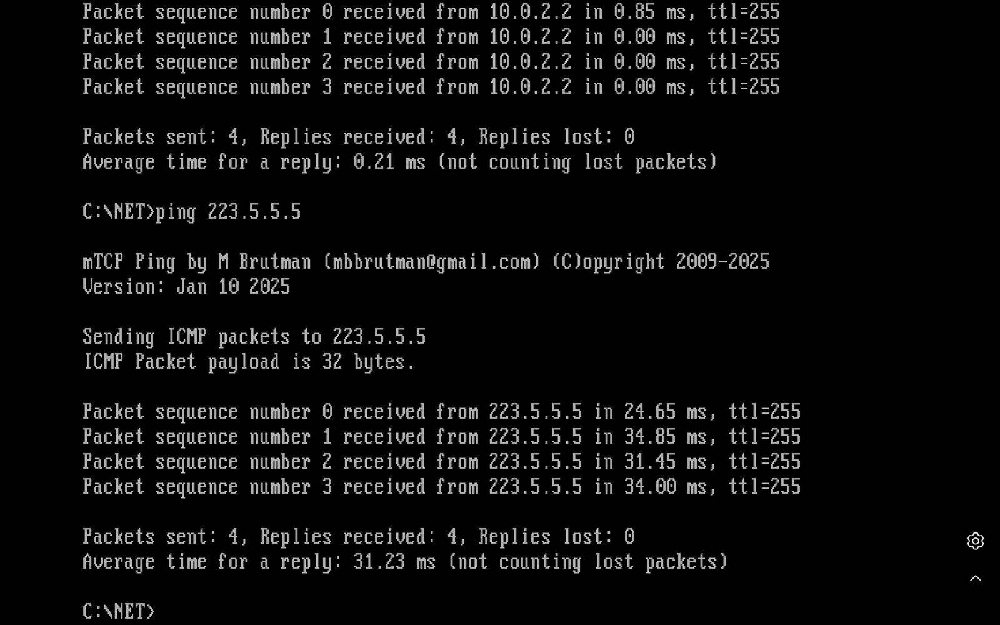 Packet sequence number 0 received from 10.0.2.2 in 0.85 ms, ttl=255
Packet sequence number 1 received from 10.0.2.2 in 0.00 ms, ttl=255
Packet sequence number 2 received from 10.0.2.2 in 0.00 ms, ttl=255
Packet sequence number 3 received from 10.0.2.2 in 0.00 ms, ttl=255
Packets sent: 4, Replies received: 4, Replies lost: 0
Average time for a reply: 0.21 ms (not counting lost packets)
C:\NET>ping 223.5.5.5
mTCP Ping by M Brutman (mbbrutman@gmail.com) (C)opyright 2009-2025
Version: Jan 10 2025
Sending ICMP packets to 223.5.5.5
ICMP Packet payload is 32 bytes.
Packet sequence number 0 received from 223.5.5.5 in 24.65 ms, ttl=255
Packet sequence number 1 received from 223.5.5.5 in 34.85 ms, ttl=255
Packet sequence number 2 received from 223.5.5.5 in 31.45 ms, ttl=255
Packet sequence number 3 received from 223.5.5.5 in 34.00 ms, ttl=255
Packets sent: 4, Replies received: 4, Replies lost: 0
Average time for a reply: 31.23 ms (not counting lost packets)
C:\NET>